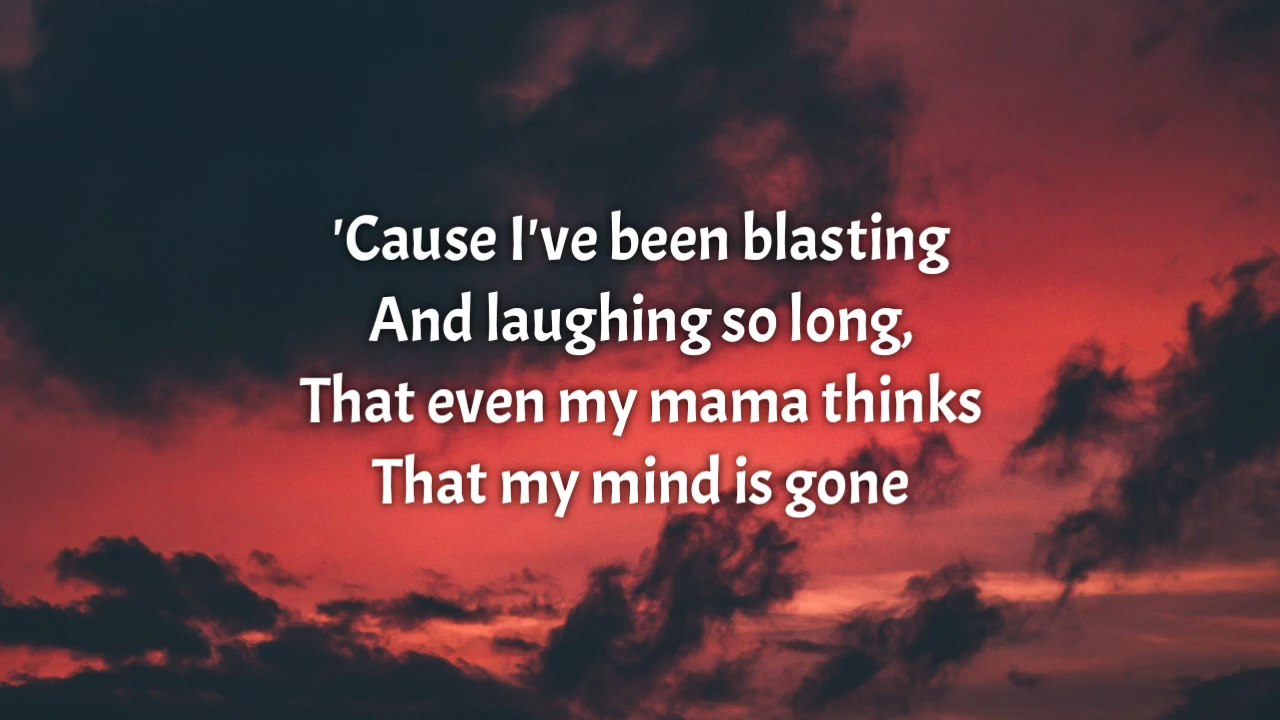 'Cause I've been blasting
And laughing so long,
That even my mama thinks
That my mind is gone